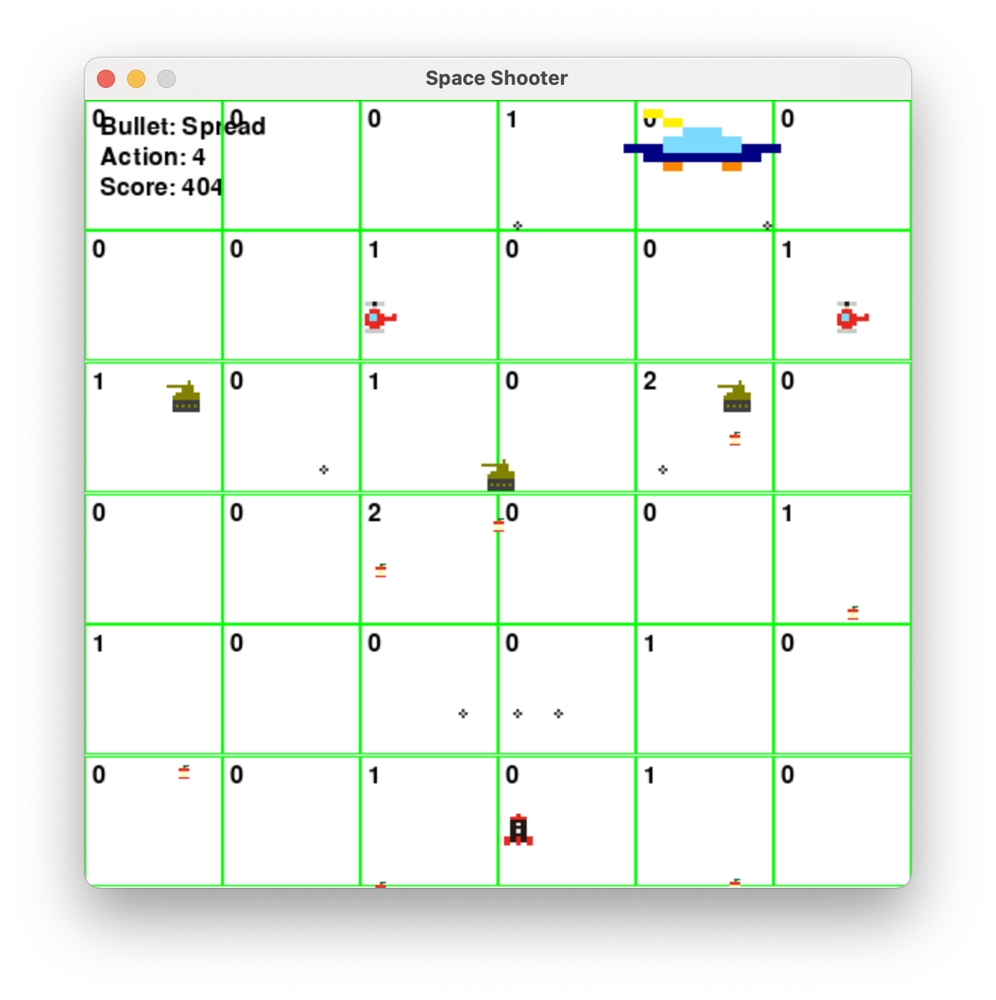 Space Shooter
0 0 0 1 0 0
Bullet: Spread
Action: 4
Score: 404
0 0 1 0 0 1
1 0 1 0 2 0
0 0 2 0 0 1
1 0 0 0 1 0
0 0 1 0 1 0